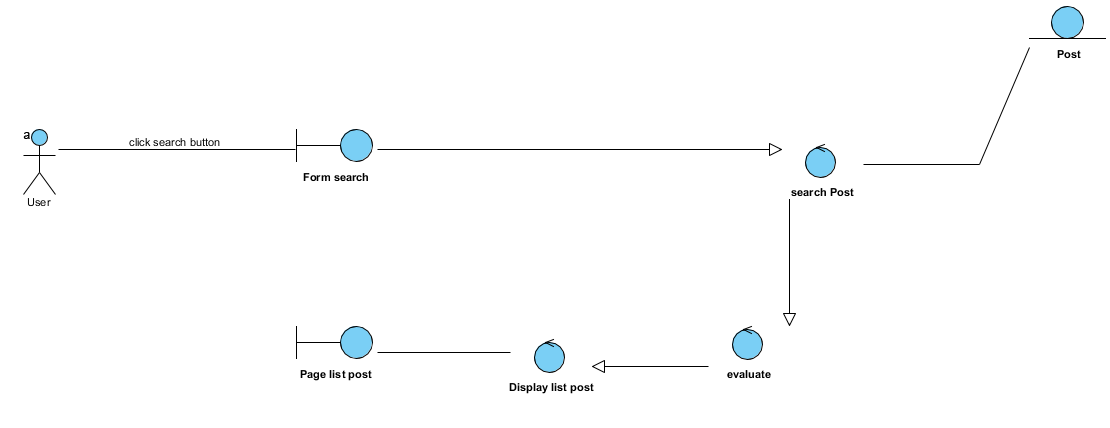 Post
a
click search button
Form search
search Post
User
Page list post
Display list post
evaluate